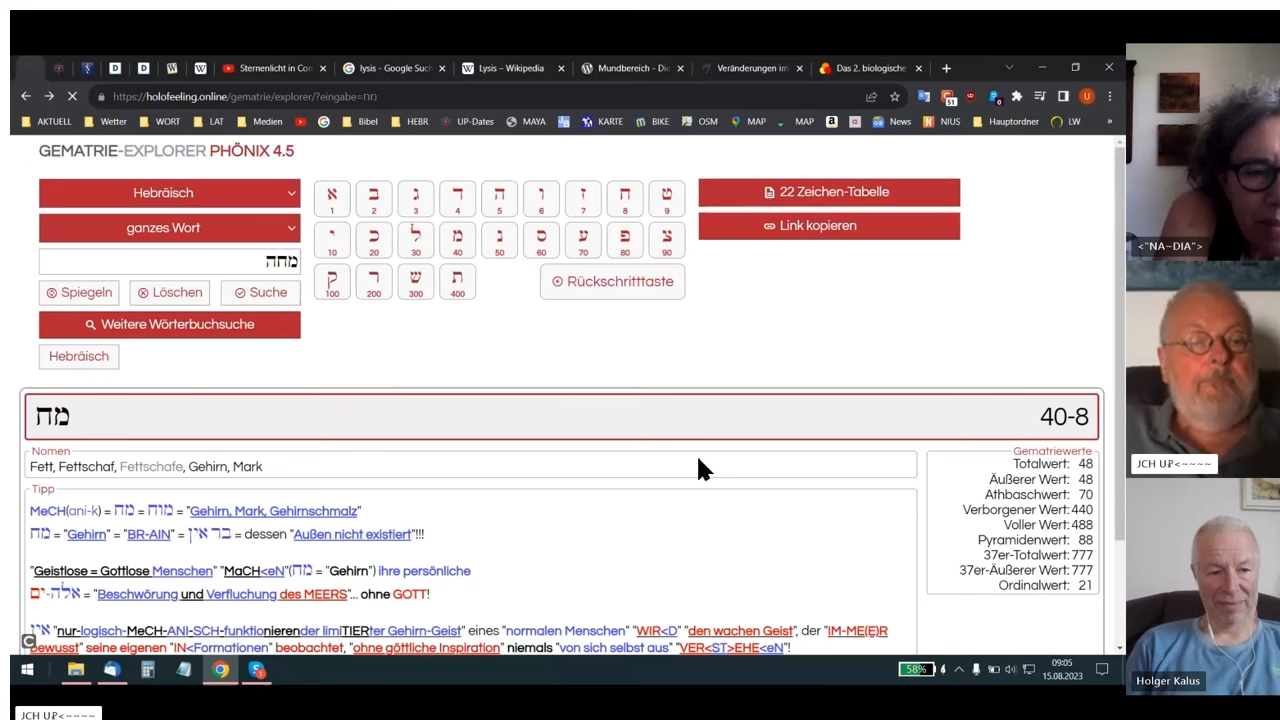 Sternenlicht in Con
lysis - Google Suc
Lysis – Wikipedia
Mundbereich - Die
Veränderungen im
Das 2. biologische
https://holofeeling.online/gematrie/explorer/?eingabe=מח
AKTUELL Wetter WORT LAT Medien Bibel HEBR UP-Dates MAYA KARTE BIKE OSM MAP MAP News NIUS Hauptordner LW »
GEMATRIE-EXPLORER PHÖNIX 4.5
Hebräisch
ganzes Wort
מחה
Spiegeln Löschen Suche
Weitere Wörterbuchsuche
Hebräisch
א ב ג ד ה ו ז ח ט
1 2 3 4 5 6 7 8 9
י כ ל מ נ ס ע פ צ
10 20 30 40 50 60 70 80 90
ק ר ש ת
100 200 300 400
Rückschritttaste
22 Zeichen-Tabelle
Link kopieren
מח 40-8
Nomen
Fett, Fettschaf, Fettschafe, Gehirn, Mark
Tipp
MeCH(ani-k) = מח = מוח = "Gehirn, Mark, Gehirnschmalz"
מח = "Gehirn" = "BR-AIN" = בר אין = dessen "Außen nicht existiert"!!!
"Geistlose = Gottlose Menschen" "MaCH<eN"(מח = "Gehirn") ihre persönliche
אלה-ים = "Beschwörung und Verfluchung des MEERS"... ohne GOTT!
אין "nur-logisch-MeCH-ANI-SCH-funktionierender limiTIERter Gehirn-Geist" eines "normalen Menschen" "WIR<D" "den wachen Geist", der "IM-ME(E)R
bewusst" seine eigenen "IN<Formationen" beobachtet, "ohne göttliche Inspiration" niemals "von sich selbst aus" "VER<ST>EHE<eN"!
Gematriewerte
Totalwert: 48
Äußerer Wert: 48
Athbaschwert: 70
Verborgener Wert: 440
Voller Wert: 488
Pyramidenwert: 88
37er-Totalwert: 777
37er-Äußerer Wert: 777
Ordinalwert: 21
58%
09:05
15.08.2023
<"NA~DIA">
JCH UP<~~~~
Holger Kalus
JCH UP<~~~~